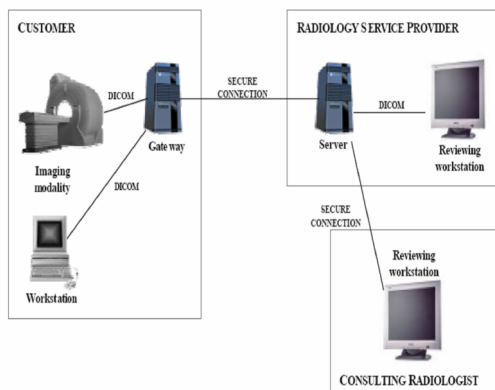 CUSTOMER
RADIOLOGY SERVICE PROVIDER
DICOM
SECURE
CONNECTION
DICOM
Imaging
modality
Gate way
Server
Reviewing
workstation
DICOM
Workstation
SECURE
CONNECTION
Reviewing
workstation
CONSULTING RADIOLOGIST